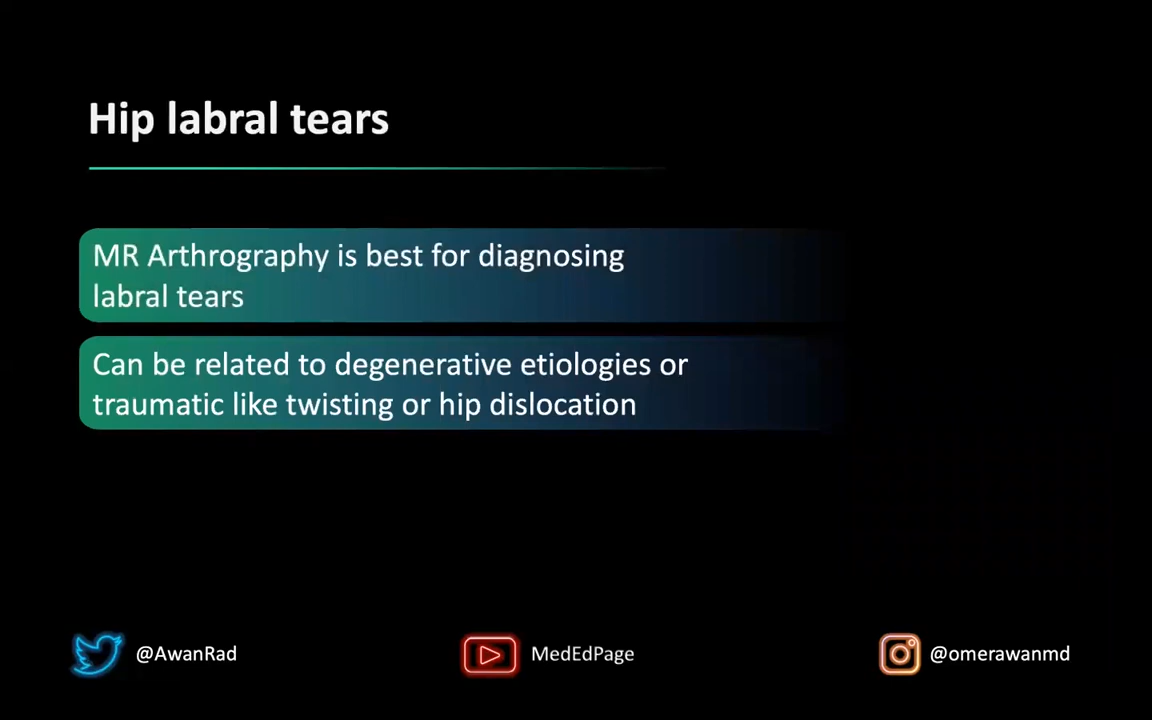 Hip labral tears
MR Arthrography is best for diagnosing
labral tears
Can be related to degenerative etiologies or
traumatic like twisting or hip dislocation
@AwanRad
MedEdPage
@omerawanmd